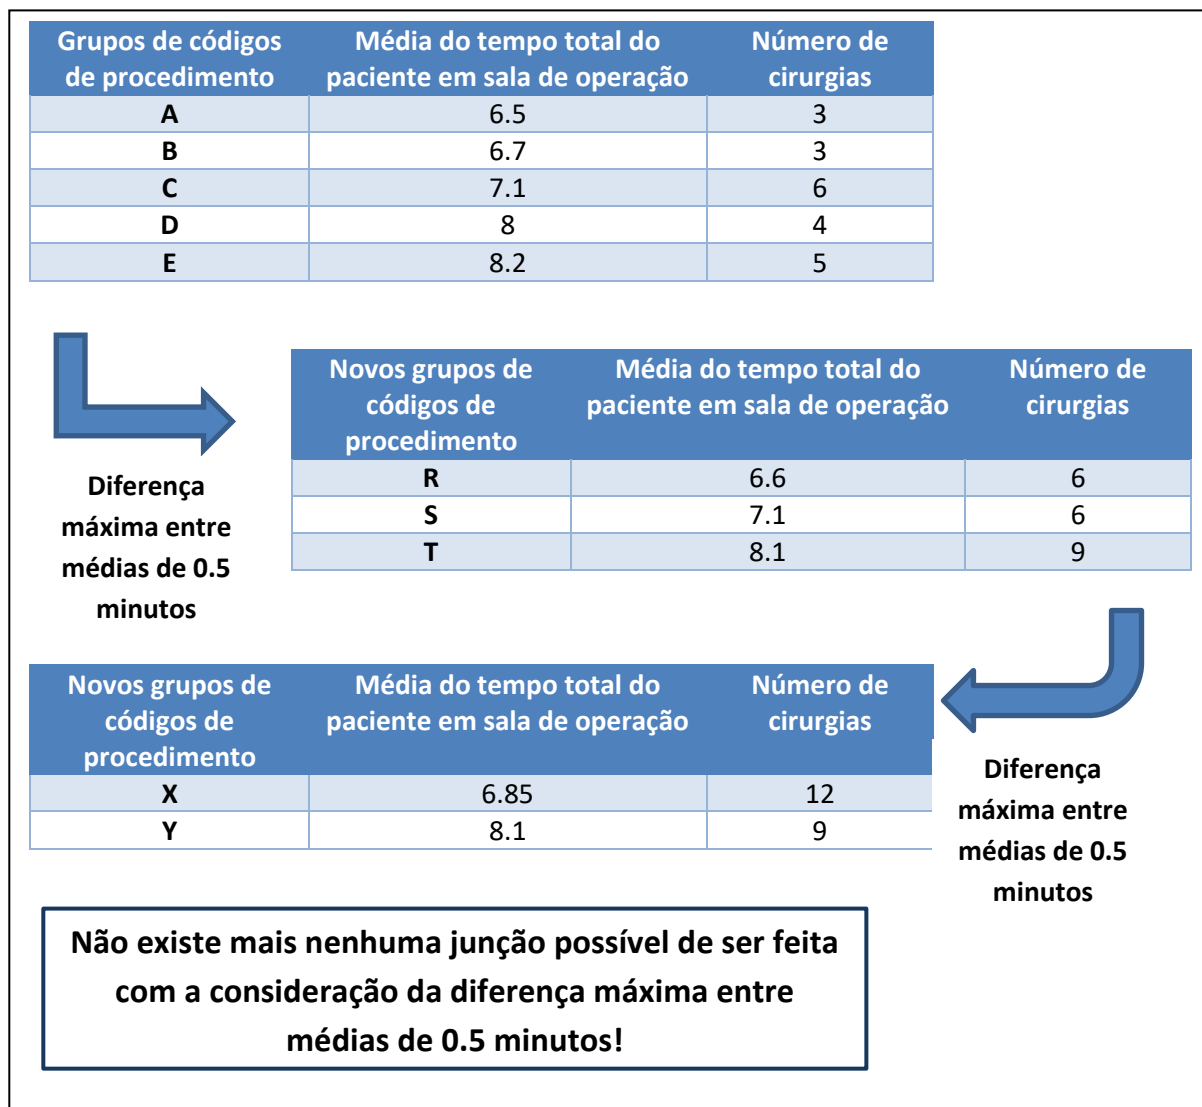 Grupos de códigos de procedimento Média do tempo total do paciente em sala de operação Número de cirurgias
A 6.5 3
B 6.7 3
C 7.1 6
D 8 4
E 8.2 5
Diferença
máxima entre
médias de 0.5
minutos
Novos grupos de códigos de procedimento Média do tempo total do paciente em sala de operação Número de cirurgias
R 6.6 6
S 7.1 6
T 8.1 9
Novos grupos de códigos de procedimento Média do tempo total do paciente em sala de operação Número de cirurgias
X 6.85 12
Y 8.1 9
Diferença
máxima entre
médias de 0.5
minutos
Não existe mais nenhuma junção possível de ser feita
com a consideração da diferença máxima entre
médias de 0.5 minutos!